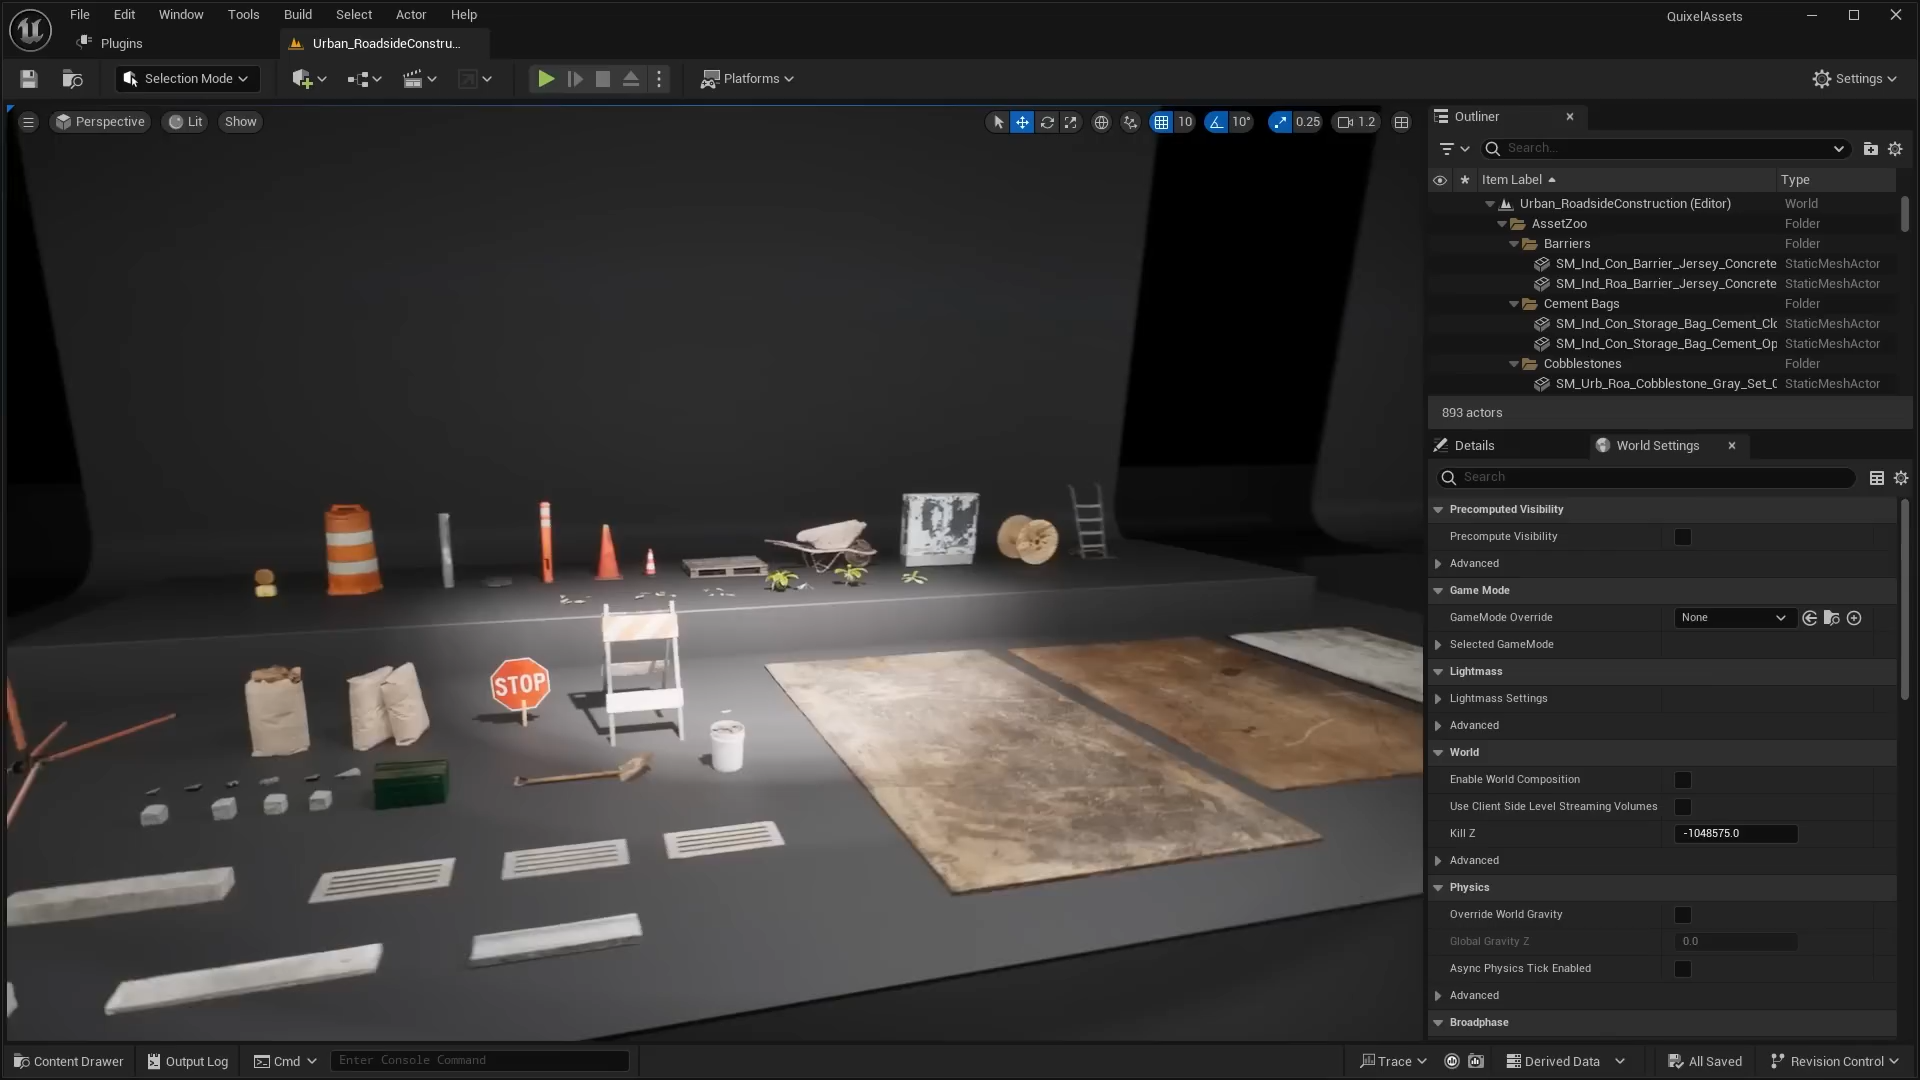 File Edit Window Tools Build Select Actor Help
QuixelAssets
Plugins
Urban_RoadsideConstru...
Selection Mode
Platforms
Settings
Perspective Lit Show
10 10° 0.25 1.2
Outliner
Search...
Item Label Type
Urban_RoadsideConstruction (Editor) World
AssetZoo Folder
Barriers Folder
SM_Ind_Con_Barrier_Jersey_Concrete StaticMeshActor
SM_Ind_Roa_Barrier_Jersey_Concrete StaticMeshActor
Cement Bags Folder
SM_Ind_Con_Storage_Bag_Cement_Clo StaticMeshActor
SM_Ind_Con_Storage_Bag_Cement_Op StaticMeshActor
Cobblestones Folder
SM_Urb_Roa_Cobblestone_Gray_Set_0 StaticMeshActor
893 actors
Details World Settings
Search
Precomputed Visibility
Precompute Visibility
Advanced
Game Mode
GameMode Override None
Selected GameMode
Lightmass
Lightmass Settings
Advanced
World
Enable World Composition
Use Client Side Level Streaming Volumes
Kill Z -1048575.0
Advanced
Physics
Override World Gravity
Global Gravity Z 0.0
Async Physics Tick Enabled
Advanced
Broadphase
STOP
Content Drawer Output Log Cmd Enter Console Command
Trace Derived Data All Saved Revision Control